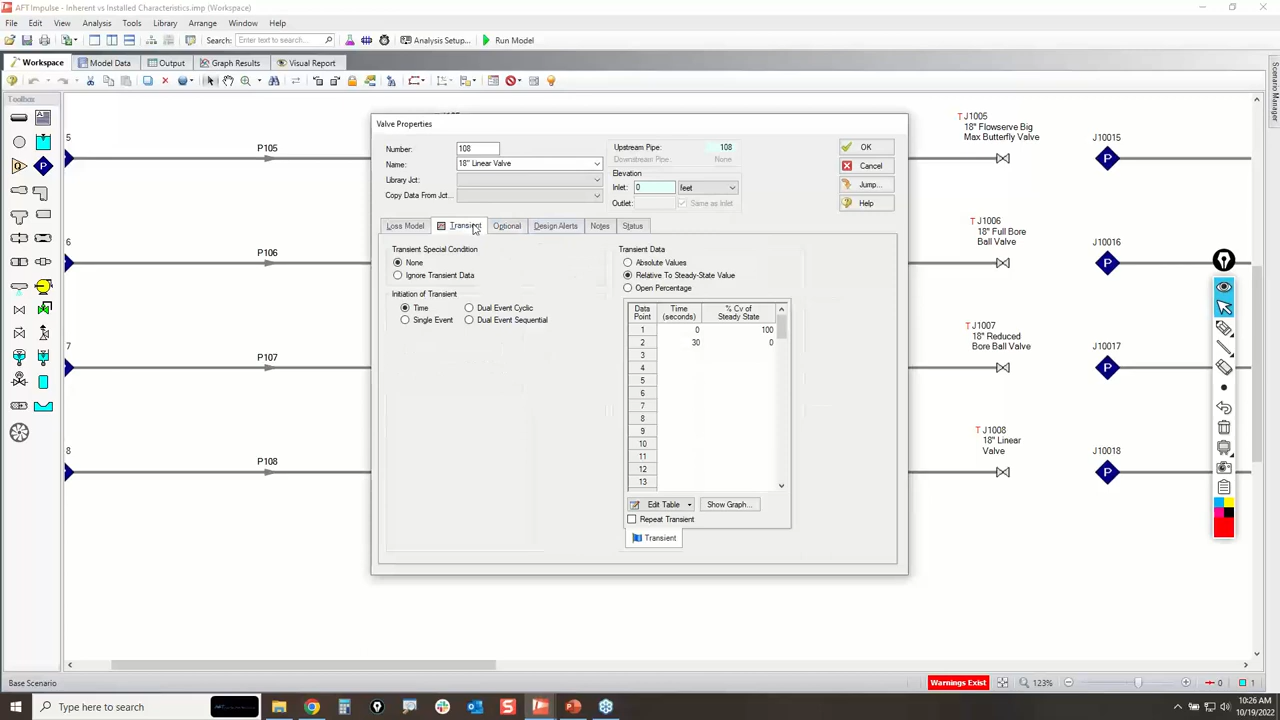 AFT Impulse - Inherent vs Installed Characteristics.imp (Workspace)
File Edit View Analysis Tools Library Arrange Window Help
Search: Enter text to search... Analysis Setup... Run Model
Workspace Model Data Output Graph Results Visual Report
Toolbox
Scenario Manager
5
P105
6
P106
7
P107
8
P108
Valve Properties
Number: 108
Name: 18" Linear Valve
Library Jct:
Copy Data From Jct...
Upstream Pipe: 108
Downstream Pipe: None
Elevation
Inlet: 0 feet
Outlet: Same as Inlet
OK
Cancel
Jump...
Help
Loss Model Transient Optional Design Alerts Notes Status
Transient Special Condition
None
Ignore Transient Data
Initiation of Transient
Time Dual Event Cyclic
Single Event Dual Event Sequential
Transient Data
Absolute Values
Relative To Steady-State Value
Open Percentage
Data Point Time (seconds) % Cv of Steady State
1 0 100
2 30 0
3
4
5
6
7
8
9
10
11
12
13
Edit Table Show Graph...
Repeat Transient
Transient
T J1005
18" Flowserve Big
Max Butterfly Valve
J10015
T J1006
18" Full Bore
Ball Valve
J10016
T J1007
18" Reduced
Bore Ball Valve
J10017
T J1008
18" Linear
Valve
J10018
Base Scenario
Warnings Exist
123%
0
1
Type here to search
10:26 AM
10/19/2022